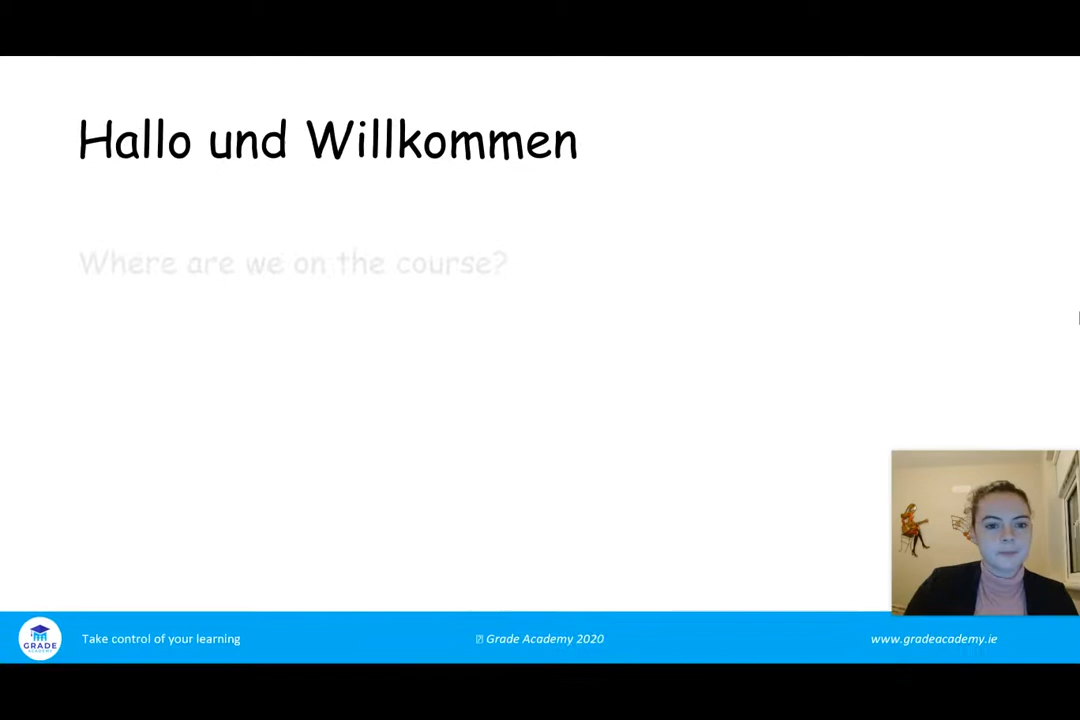 Hallo und Willkommen
Where are we on the course?
GRADE
ACADEMY
Take control of your learning
Grade Academy 2020
www.gradeacademy.ie